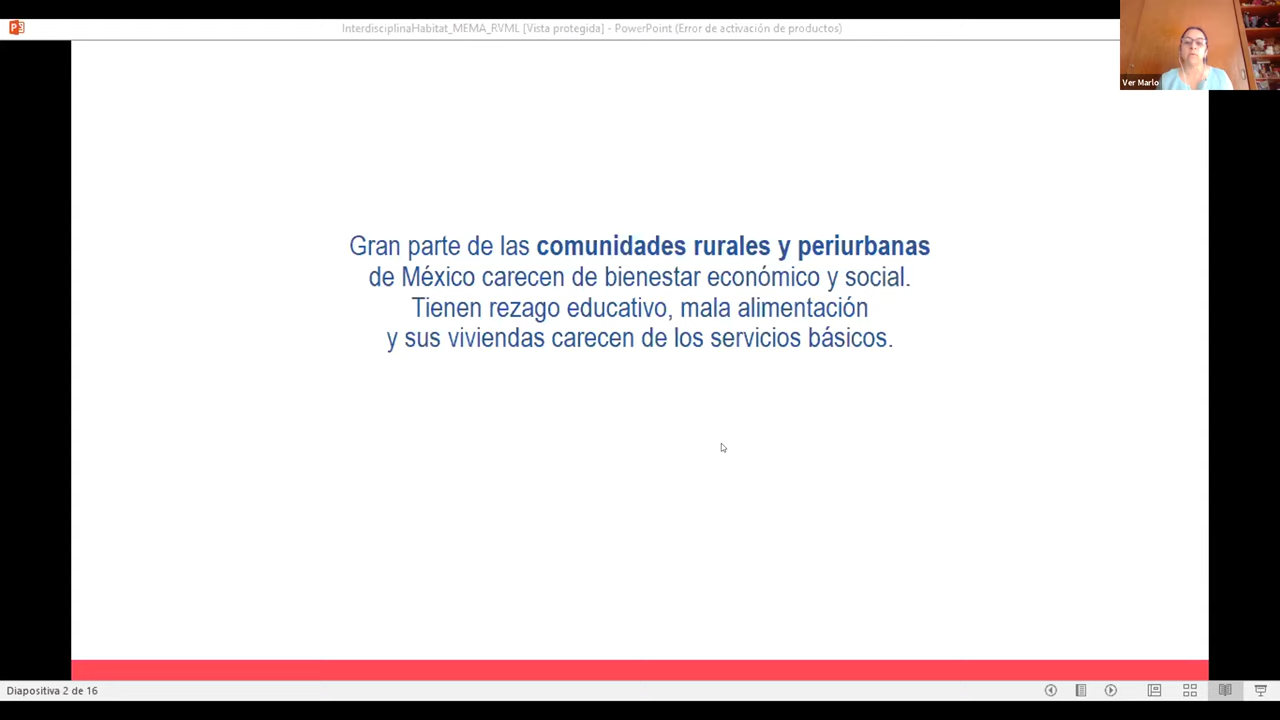 InterdisciplinaHabitat_MEMA_RVML [Vista protegida] - PowerPoint (Error de activación de productos)
Ver Marlo
Gran parte de las comunidades rurales y periurbanas
de México carecen de bienestar económico y social.
Tienen rezago educativo, mala alimentación
y sus viviendas carecen de los servicios básicos.
Diapositiva 2 de 16